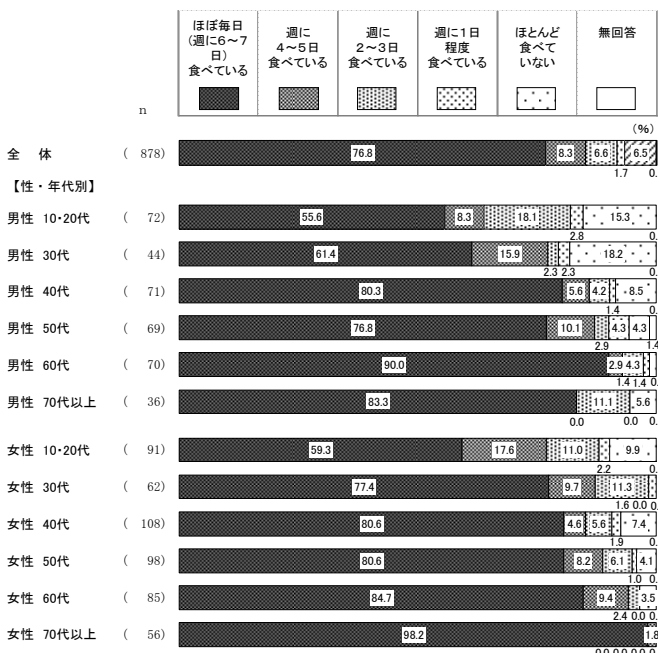 ほぼ毎日
(週に6～7
日)
食べている
週に
4～5日
食べている
週に
2～3日
食べている
週に1日
程度
食べている
ほとんど
食べて
いない
無回答
n
(%)
全 体 ( 878) 76.8 8.3 6.6 6.5
1.7 0.
【性・年代別】
男性 10・20代 ( 72) 55.6 8.3 18.1 15.3
2.8 0.
男性 30代 ( 44) 61.4 15.9 18.2
2.3 2.3 0.
男性 40代 ( 71) 80.3 5.6 4.2 8.5
1.4 0.
男性 50代 ( 69) 76.8 10.1 4.3 4.3
2.9 1.4
男性 60代 ( 70) 90.0 2.9 4.3
1.4 1.4 0.
男性 70代以上 ( 36) 83.3 11.1 5.6
0.0 0.0 0.
女性 10・20代 ( 91) 59.3 17.6 11.0 9.9
2.2 0.
女性 30代 ( 62) 77.4 9.7 11.3
1.6 0.0 0.
女性 40代 ( 108) 80.6 4.6 5.6 7.4
1.9 0.
女性 50代 ( 98) 80.6 8.2 6.1 4.1
1.0 0.
女性 60代 ( 85) 84.7 9.4 3.5
2.4 0.0 0.
女性 70代以上 ( 56) 98.2 1.8